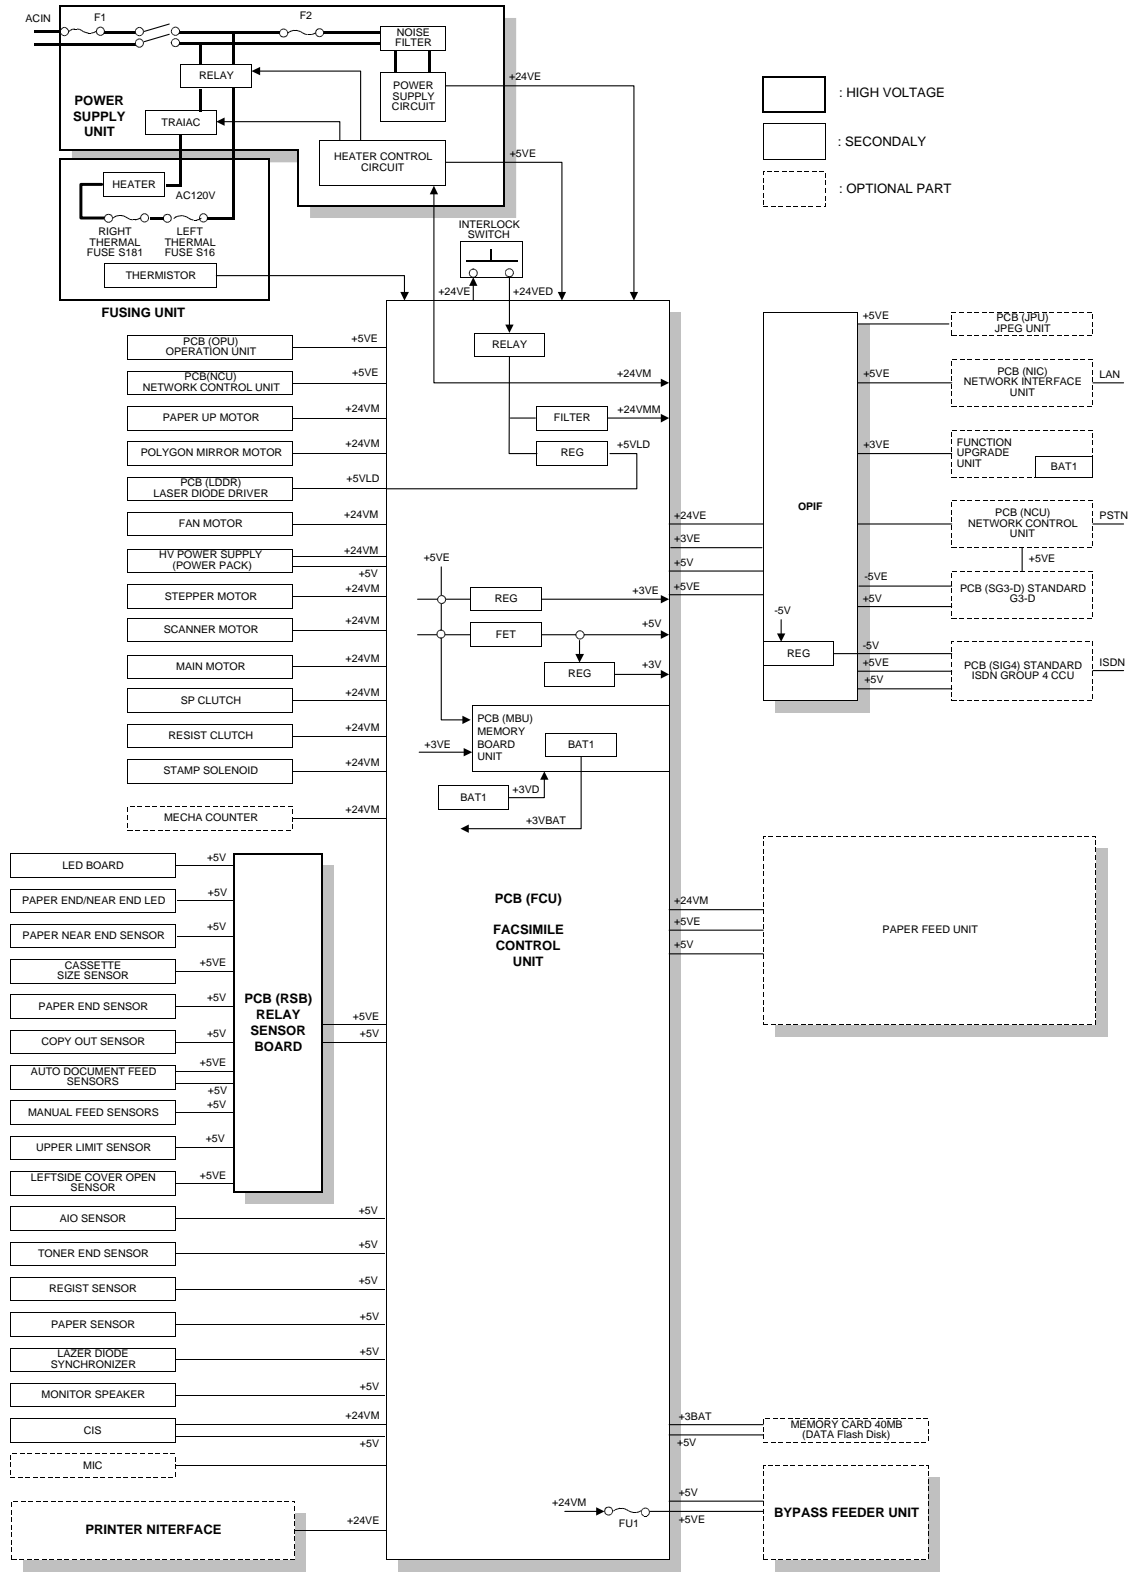 ACIN
F1
F2
NOISE
FILTER
RELAY
POWER
SUPPLY
CIRCUIT
+24VE
POWER
SUPPLY
UNIT
TRAIAC
HEATER CONTROL
CIRCUIT
+5VE
HEATER
AC120V
RIGHT
THERMAL
FUSE S181
LEFT
THERMAL
FUSE S16
THERMISTOR
FUSING UNIT
: HIGH VOLTAGE
: SECONDALY
: OPTIONAL PART
INTERLOCK
SWITCH
+24VE
+24VED
RELAY
+24VM
FILTER
+24VMM
REG
+5VLD
PCB (OPU)
OPERATION UNIT
+5VE
PCB(NCU)
NETWORK CONTROL UNIT
+5VE
PAPER UP MOTOR
+24VM
POLYGON MIRROR MOTOR
+24VM
PCB (LDDR)
LASER DIODE DRIVER
+5VLD
FAN MOTOR
+24VM
HV POWER SUPPLY
(POWER PACK)
+24VM
+5V
STEPPER MOTOR
+24VM
SCANNER MOTOR
+24VM
MAIN MOTOR
+24VM
SP CLUTCH
+24VM
RESIST CLUTCH
+24VM
STAMP SOLENOID
+24VM
MECHA COUNTER
+24VM
+5VE
REG
+3VE
FET
+5V
REG
+3V
PCB (MBU)
MEMORY
BOARD
UNIT
BAT1
+3VE
BAT1
+3VD
+3VBAT
PCB (FCU)
FACSIMILE
CONTROL
UNIT
+24VE
+3VE
+5V
+5VE
OPIF
-5V
REG
+5VE
PCB (JPU)
JPEG UNIT
+5VE
PCB (NIC)
NETWORK INTERFACE
UNIT
LAN
+3VE
FUNCTION
UPGRADE
UNIT
BAT1
PCB (NCU)
NETWORK CONTROL
UNIT
PSTN
+5VE
-5VE
+5V
PCB (SG3-D) STANDARD
G3-D
-5V
+5VE
+5V
PCB (SIG4) STANDARD
ISDN GROUP 4 CCU
ISDN
+24VM
+5VE
+5V
PAPER FEED UNIT
LED BOARD
+5V
PAPER END/NEAR END LED
+5V
PAPER NEAR END SENSOR
+5V
CASSETTE
SIZE SENSOR
+5VE
PAPER END SENSOR
+5V
COPY OUT SENSOR
+5V
AUTO DOCUMENT FEED
SENSORS
+5VE
+5V
MANUAL FEED SENSORS
+5V
UPPER LIMIT SENSOR
+5V
LEFTSIDE COVER OPEN
SENSOR
+5VE
PCB (RSB)
RELAY
SENSOR
BOARD
+5VE
+5V
AIO SENSOR
+5V
TONER END SENSOR
+5V
REGIST SENSOR
+5V
PAPER SENSOR
+5V
LAZER DIODE
SYNCHRONIZER
+5V
MONITOR SPEAKER
+5V
CIS
+24VM
+5V
MIC
PRINTER NITERFACE
+24VE
+3BAT
+5V
MEMORY CARD 40MB
(DATA Flash Disk)
+24VM
FU1
+5V
+5VE
BYPASS FEEDER UNIT